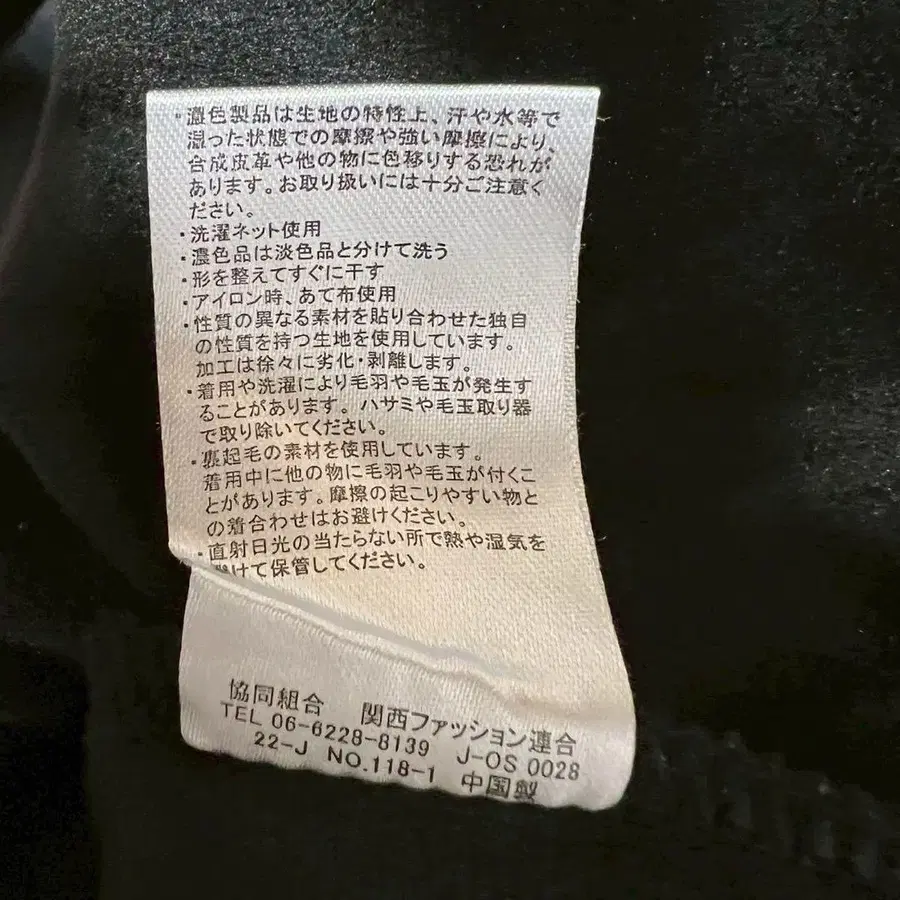 ・濃色製品は生地の特性上、汗や水等で
湿った状態での摩擦や強い摩擦により、
合成皮革や他の物に色移りする恐れが
あります。お取り扱いには十分ご注意く
ださい。
・洗濯ネット使用
・濃色品は淡色品と分けて洗う
・形を整えてすぐに干す
・アイロン時、あて布使用
・性質の異なる素材を貼り合わせた独自
の性質を持つ生地を使用しています。
加工は徐々に劣化・剥離します。
・着用や洗濯により毛羽や毛玉が発生す
ることがあります。ハサミや毛玉取り器
で取り除いてください。
・裏起毛の素材を使用しています。
着用中に他の物に毛羽や毛玉が付くこ
とがあります。摩擦の起こりやすい物と
の着合わせはお避けください。
・直射日光の当たらない所で熱や湿気を
避けて保管してください。
協同組合 関西ファッション連合
TEL 06-6228-8139 J-OS 0028
22-J NO.118-1 中国製